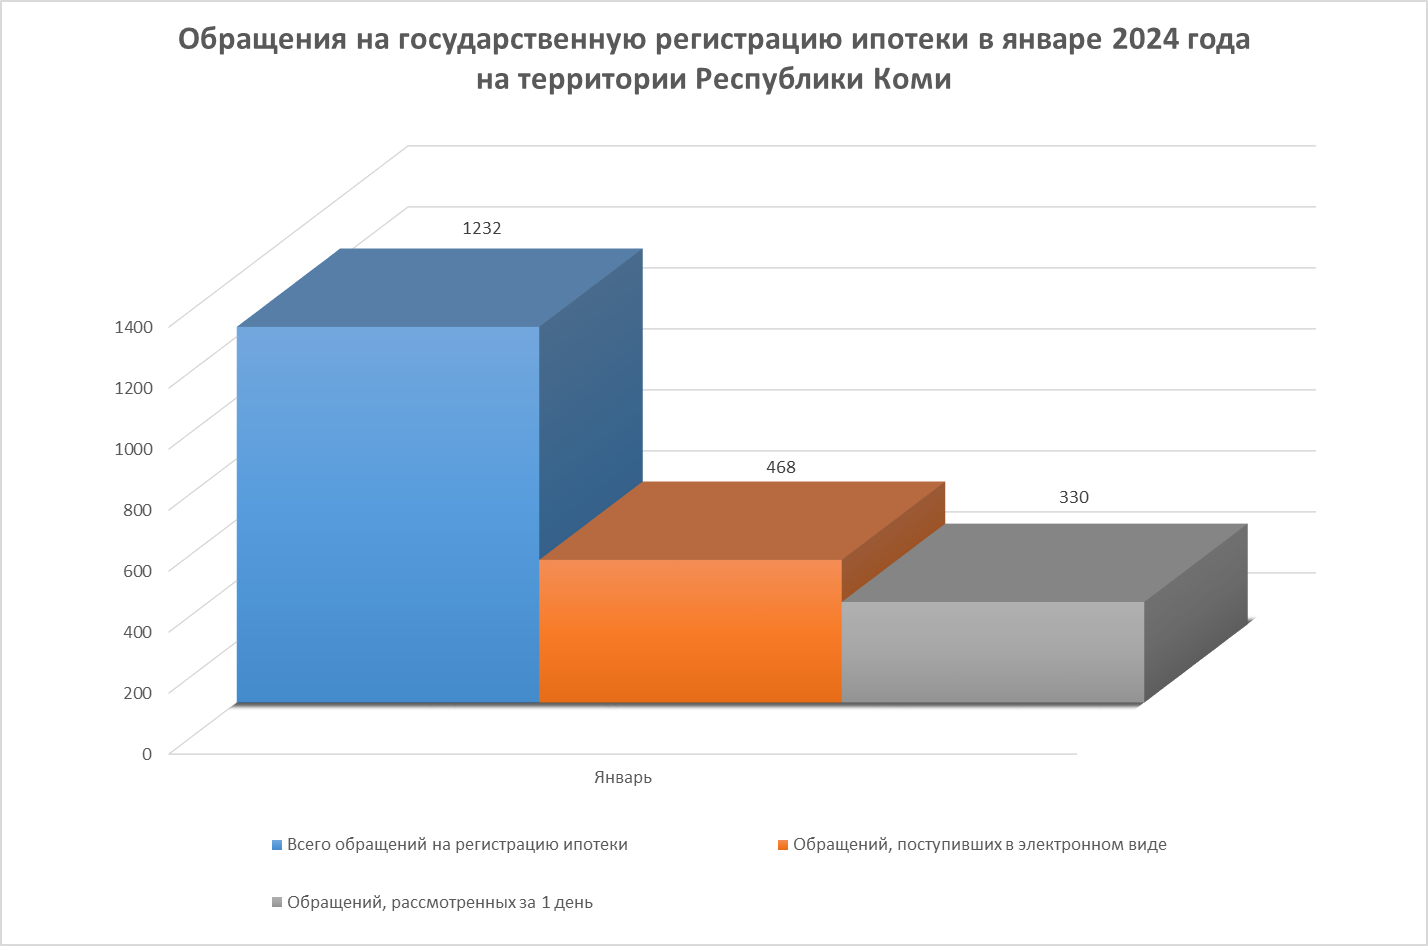 Обращения на государственную регистрацию ипотеки в январе 2024 года
на территории Республики Коми
1232
468
330
1400
1200
1000
800
600
400
200
0
Январь
Всего обращений на регистрацию ипотеки
Обращений, поступивших в электронном виде
Обращений, рассмотренных за 1 день